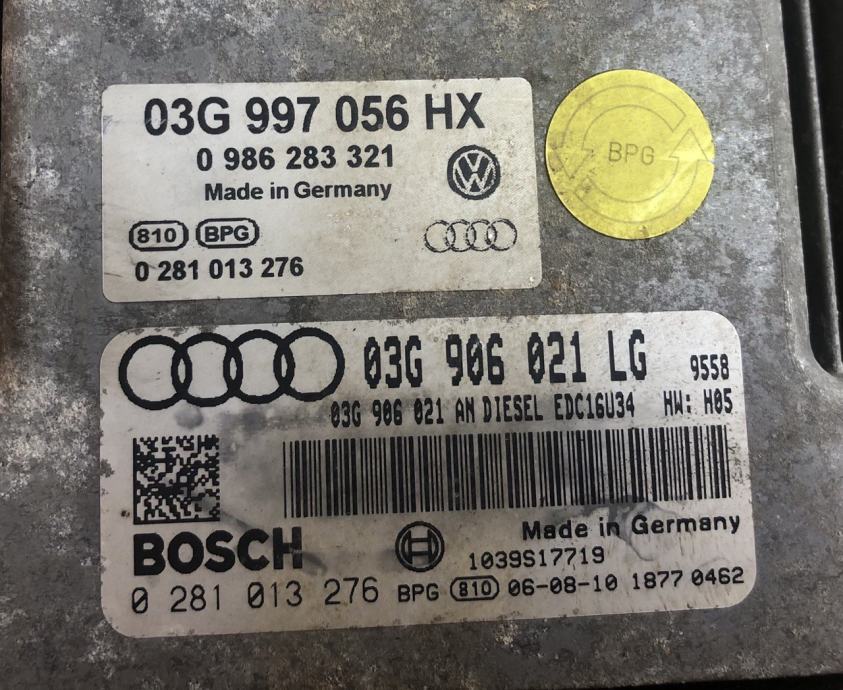 03G 997 056 HX
0 986 283 321
Made in Germany
810 BPG
0 281 013 276
BPG
03G 906 021 LG 9558
03G 906 021 AN DIESEL EDC16U34 HW: H05
Made in Germany
BOSCH
1039S17719
0 281 013 276 BPG 810 06-08-10 1877 0462